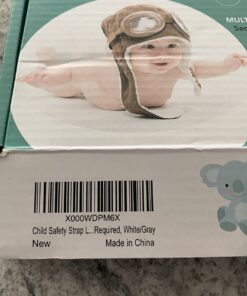 MULT
Sec
X000WDPM6X
Child Safety Strap L...Required, White/Gray
New Made in China